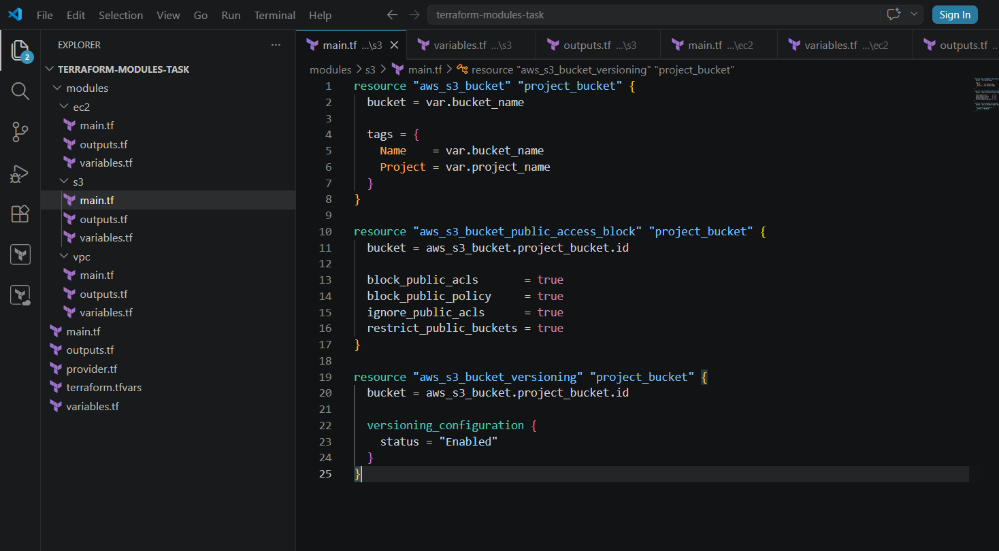 File Edit Selection View Go Run Terminal Help
terraform-modules-task
Sign In
2
EXPLORER
TERRAFORM-MODULES-TASK
modules
ec2
main.tf
outputs.tf
variables.tf
s3
main.tf
outputs.tf
variables.tf
vpc
main.tf
outputs.tf
variables.tf
main.tf
outputs.tf
provider.tf
terraform.tfvars
variables.tf
main.tf ...\s3 variables.tf ...\s3 outputs.tf ...\s3 main.tf ...\ec2 variables.tf ...\ec2 outputs.tf ...
modules > s3 > main.tf > resource "aws_s3_bucket_versioning" "project_bucket"
1 resource "aws_s3_bucket" "project_bucket" {
2   bucket = var.bucket_name
3
4   tags = {
5     Name    = var.bucket_name
6     Project = var.project_name
7   }
8 }
9
10 resource "aws_s3_bucket_public_access_block" "project_bucket" {
11   bucket = aws_s3_bucket.project_bucket.id
12
13   block_public_acls       = true
14   block_public_policy     = true
15   ignore_public_acls      = true
16   restrict_public_buckets = true
17 }
18
19 resource "aws_s3_bucket_versioning" "project_bucket" {
20   bucket = aws_s3_bucket.project_bucket.id
21
22   versioning_configuration {
23     status = "Enabled"
24   }
25 }